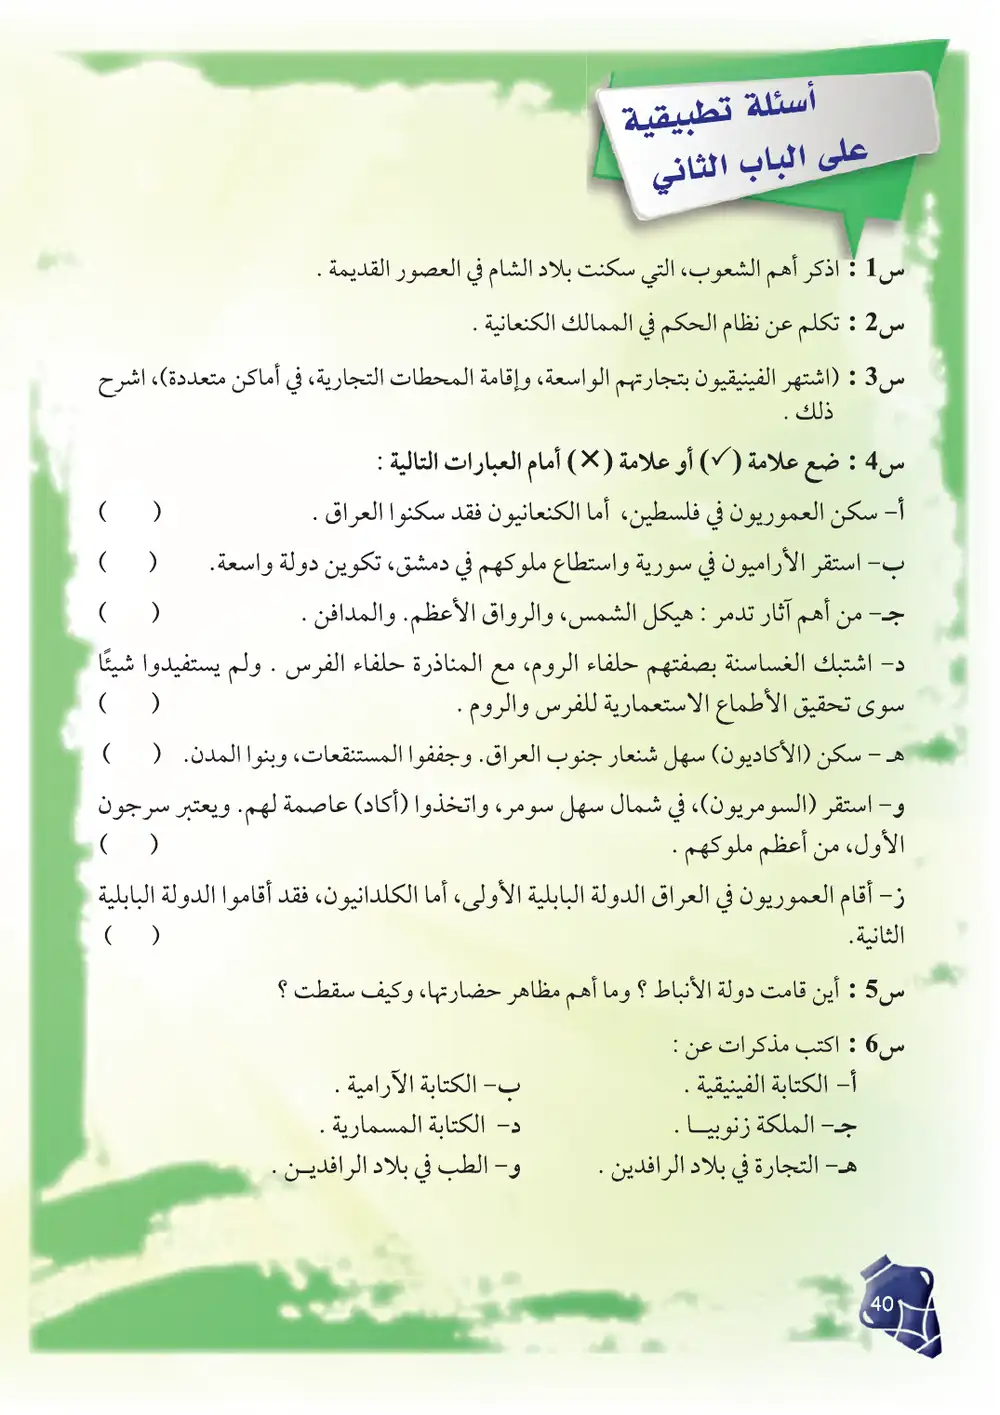 أسئلة تطبيقية
على الباب الثاني
س1 : اذكر أهم الشعوب، التي سكنت بلاد الشام في العصور القديمة .
س2 : تكلم عن نظام الحكم في الممالك الكنعانية .
س3 : (اشتهر الفينيقيون بتجارتهم الواسعة، وإقامة المحطات التجارية، في أماكن متعددة)، اشرح
ذلك .
س4 : ضع علامة (✓) أو علامة (✕) أمام العبارات التالية :
أ- سكن العموريون في فلسطين، أما الكنعانيون فقد سكنوا العراق . ( )
ب- استقر الأراميون في سورية واستطاع ملوكهم في دمشق، تكوين دولة واسعة. ( )
جـ- من أهم آثار تدمر : هيكل الشمس، والرواق الأعظم. والمدافن . ( )
د- اشتبك الغساسنة بصفتهم حلفاء الروم، مع المناذرة حلفاء الفرس . ولم يستفيدوا شيئًا
سوى تحقيق الأطماع الاستعمارية للفرس والروم . ( )
هـ - سكن (الأكاديون) سهل شنعار جنوب العراق. وجففوا المستنقعات، وبنوا المدن. ( )
و- استقر (السومريون)، في شمال سهل سومر، واتخذوا (أكاد) عاصمة لهم. ويعتبر سرجون
الأول، من أعظم ملوكهم . ( )
ز- أقام العموريون في العراق الدولة البابلية الأولى، أما الكلدانيون، فقد أقاموا الدولة البابلية
الثانية. ( )
س5 : أين قامت دولة الأنباط ؟ وما أهم مظاهر حضارتها، وكيف سقطت ؟
س6 : اكتب مذكرات عن :
أ- الكتابة الفينيقية . ب- الكتابة الآرامية .
جـ- الملكة زنوبيـــا . د- الكتابة المسمارية .
هـ- التجارة في بلاد الرافدين . و- الطب في بلاد الرافديـن .
40